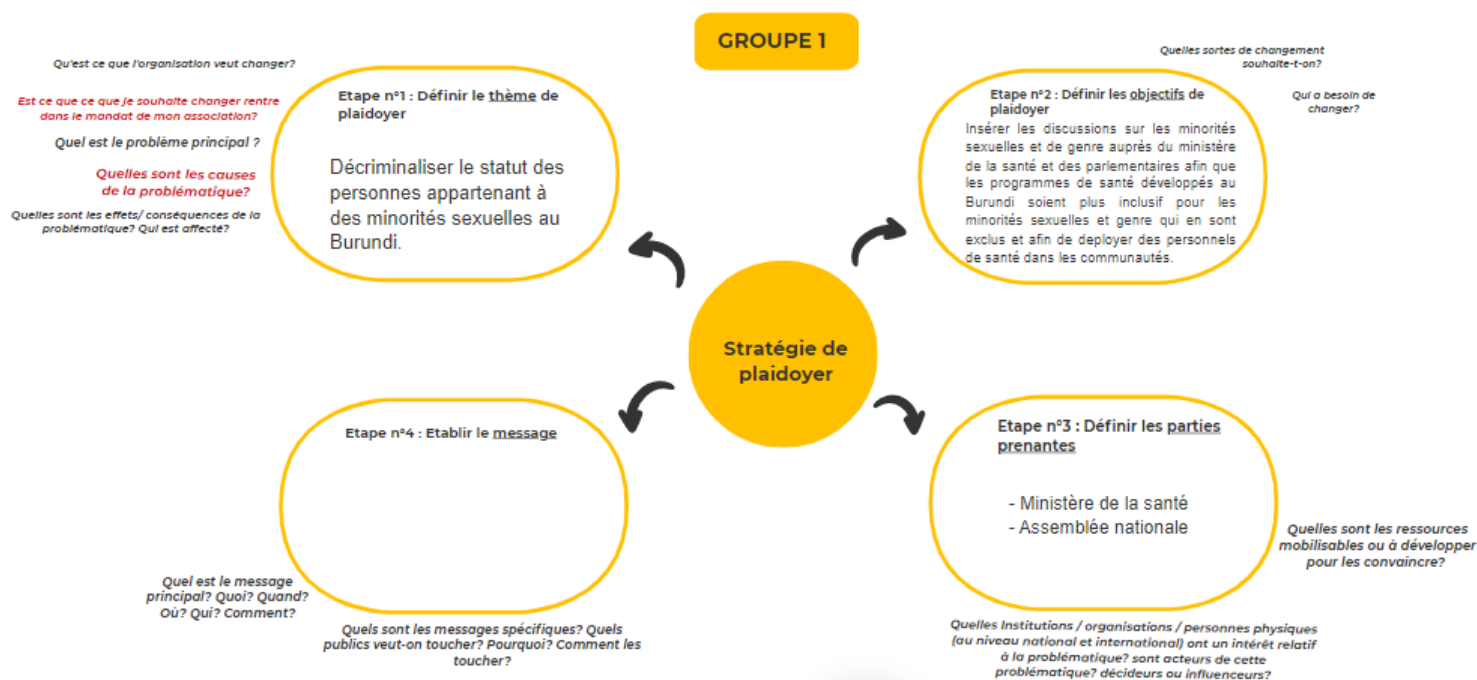 GROUPE 1
Qu'est ce que l'organisation veut changer?
Est ce que ce que je souhaite changer rentre
dans le mandat de mon association?
Quel est le problème principal ?
Quelles sont les causes
de la problématique?
Quelles sont les effets/ conséquences de la
problématique? Qui est affecté?
Etape n°1 : Définir le thème de
plaidoyer
Décriminaliser le statut des
personnes appartenant à
des minorités sexuelles au
Burundi.
Quelles sortes de changement
souhaite-t-on?
Qui a besoin de
changer?
Etape n°2 : Définir les objectifs de
plaidoyer
Insérer les discussions sur les minorités
sexuelles et de genre auprès du ministère
de la santé et des parlementaires afin que
les programmes de santé développés au
Burundi soient plus inclusif pour les
minorités sexuelles et genre qui en sont
exclus et afin de deployer des personnels
de santé dans les communautés.
Stratégie de
plaidoyer
Etape n°3 : Définir les parties
prenantes
- Ministère de la santé
- Assemblée nationale
Quelles sont les ressources
mobilisables ou à développer
pour les convaincre?
Quelles Institutions / organisations / personnes physiques
(au niveau national et international) ont un intérêt relatif
à la problématique? sont acteurs de cette
problématique? décideurs ou influenceurs?
Etape n°4 : Etablir le message
Quel est le message
principal? Quoi? Quand?
Où? Qui? Comment?
Quels sont les messages spécifiques? Quels
publics veut-on toucher? Pourquoi? Comment les
toucher?